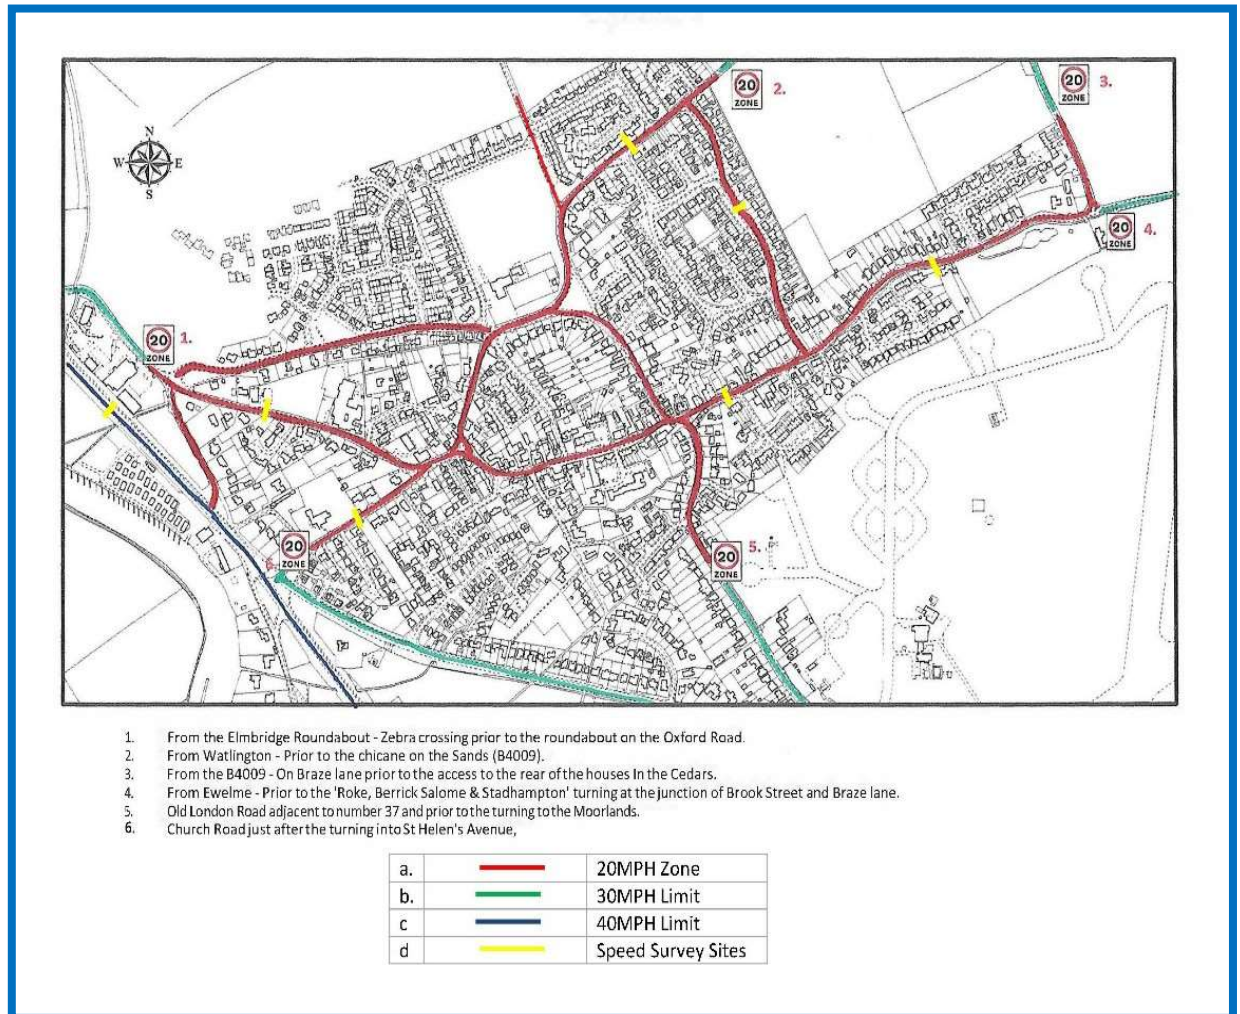 20
ZONE
2.
20
ZONE
3.
N
W E
S
20
ZONE
4.
20
ZONE
1.
20
ZONE
6.
20
ZONE
5.
1. From the Elmbridge Roundabout - Zebra crossing prior to the roundabout on the Oxford Road.
2. From Watlington - Prior to the chicane on the Sands (B4009).
3. From the B4009 - On Braze lane prior to the access to the rear of the houses In the Cedars.
4. From Ewelme - Prior to the 'Roke, Berrick Salome & Stadhampton' turning at the junction of Brook Street and Braze lane.
5. Old London Road adjacent to number 37 and prior to the turning to the Moorlands.
6. Church Road just after the turning into St Helen's Avenue,
a. 20MPH Zone
b. 30MPH Limit
c 40MPH Limit
d Speed Survey Sites